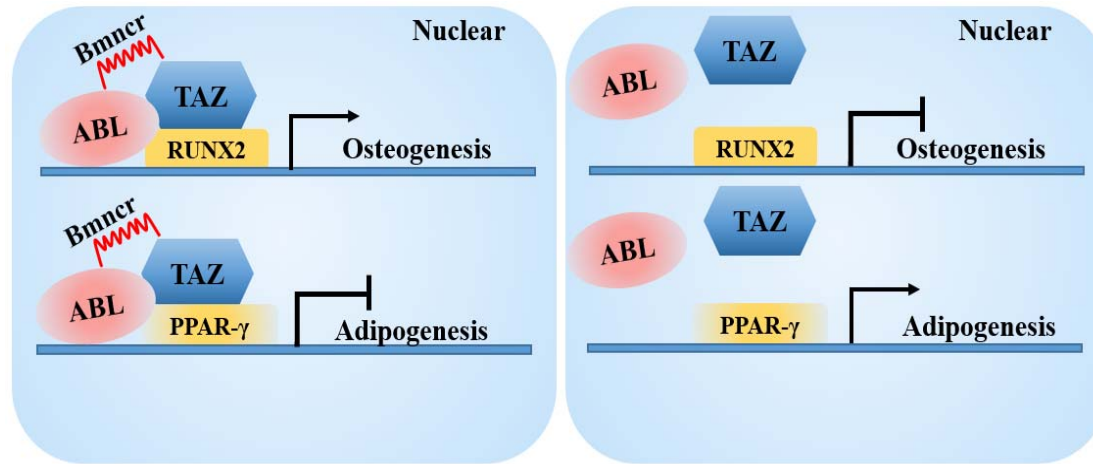 Nuclear
Bmncr
TAZ
ABL
RUNX2
Osteogenesis
Bmncr
TAZ
ABL
PPAR-γ
Adipogenesis
Nuclear
TAZ
ABL
RUNX2
Osteogenesis
TAZ
ABL
PPAR-γ
Adipogenesis